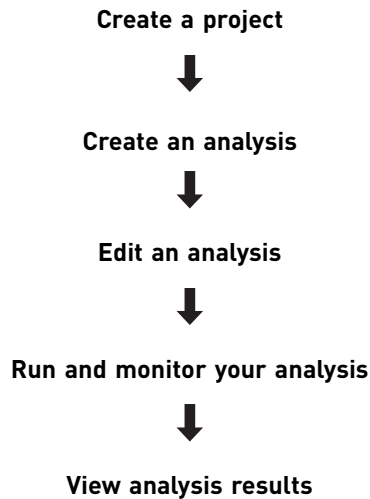 Create a project
Create an analysis
Edit an analysis
Run and monitor your analysis
View analysis results